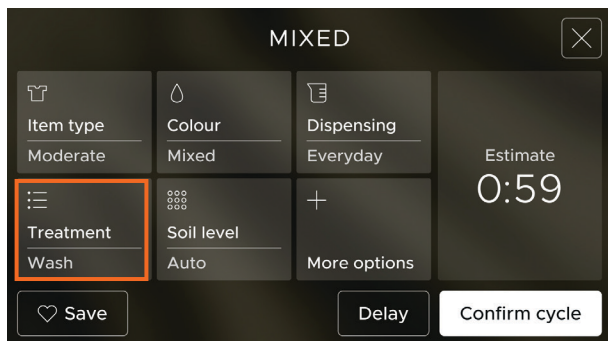 MIXED
Item type
Moderate
Colour
Mixed
Dispensing
Everyday
Estimate
0:59
Treatment
Wash
Soil level
Auto
More options
Save
Delay
Confirm cycle